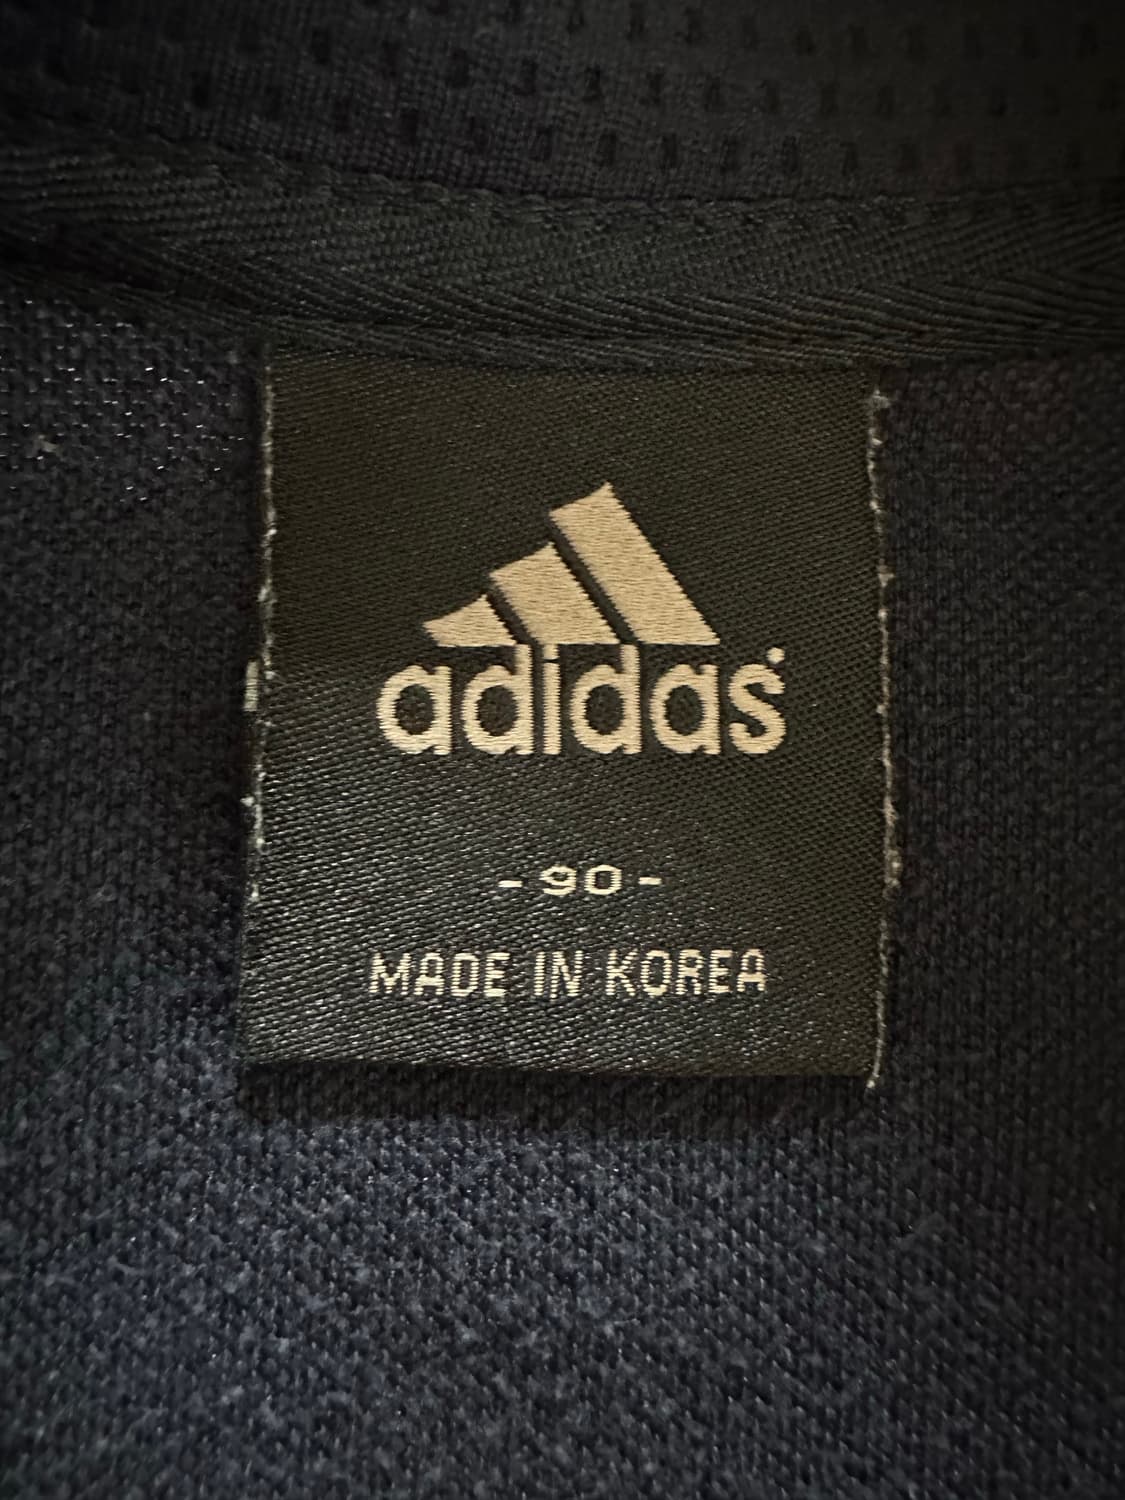 adidas
- 90 -
MADE IN KOREA